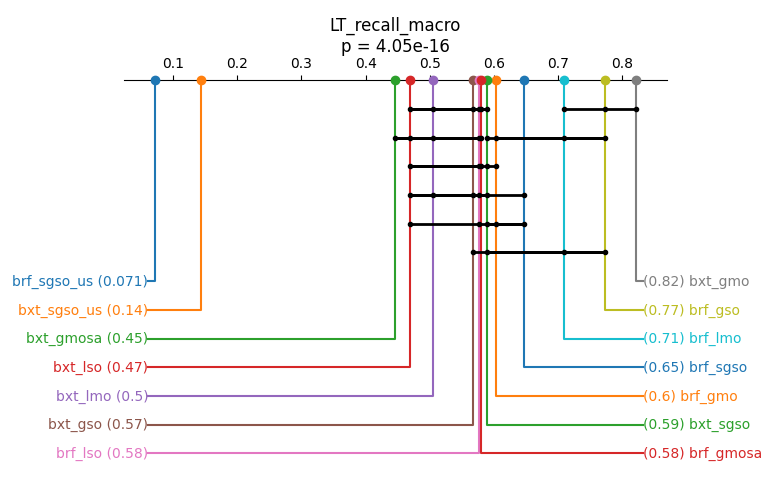 LT_recall_macro
p = 4.05e-16
0.1 0.2 0.3 0.4 0.5 0.6 0.7 0.8
brf_sgso_us (0.071) (0.82) bxt_gmo
bxt_sgso_us (0.14) (0.77) brf_gso
bxt_gmosa (0.45) (0.71) brf_lmo
bxt_lso (0.47) (0.65) brf_sgso
bxt_lmo (0.5) (0.6) brf_gmo
bxt_gso (0.57) (0.59) bxt_sgso
brf_lso (0.58) (0.58) brf_gmosa